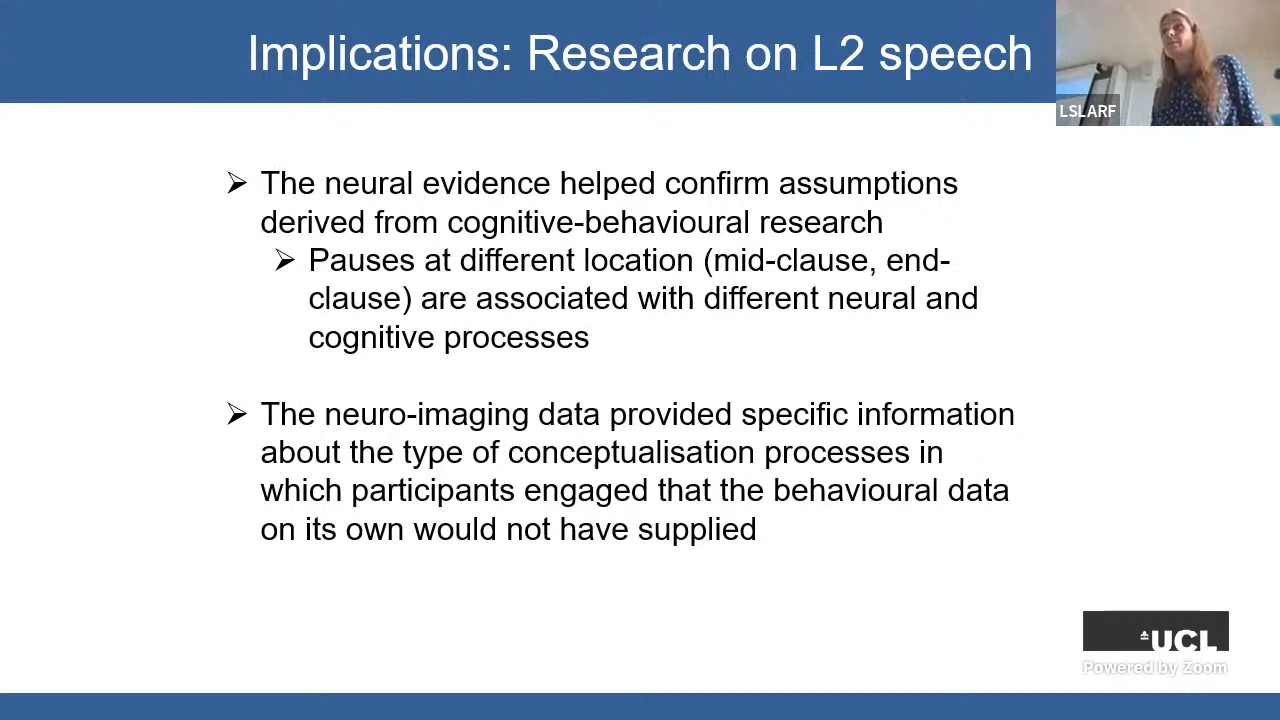 Implications: Research on L2 speech
LSLARF
The neural evidence helped confirm assumptions
derived from cognitive-behavioural research
Pauses at different location (mid-clause, end-
clause) are associated with different neural and
cognitive processes
The neuro-imaging data provided specific information
about the type of conceptualisation processes in
which participants engaged that the behavioural data
on its own would not have supplied
UCL
Powered by Zoom